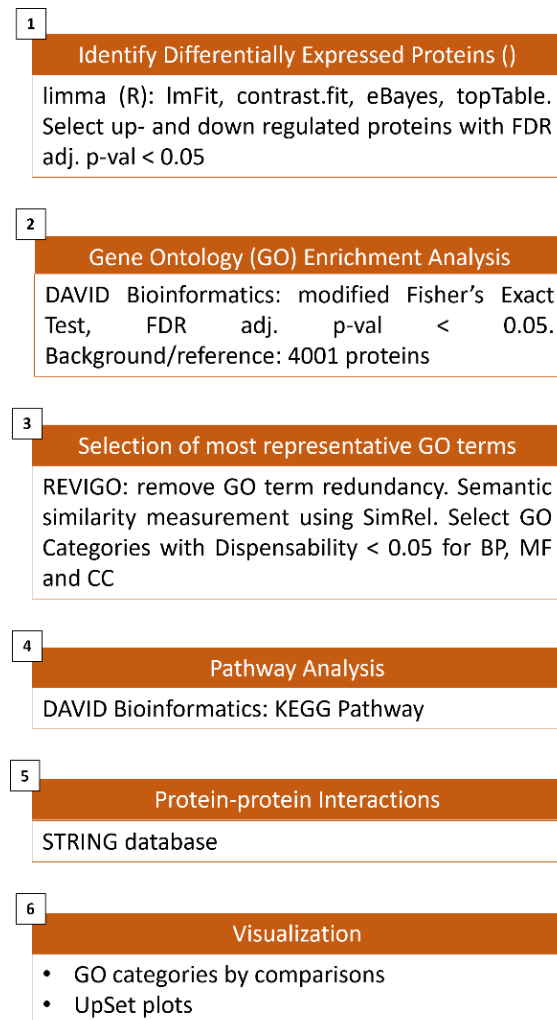 1
Identify Differentially Expressed Proteins ()
limma (R): lmFit, contrast.fit, eBayes, topTable.
Select up- and down regulated proteins with FDR
adj. p-val < 0.05
2
Gene Ontology (GO) Enrichment Analysis
DAVID Bioinformatics: modified Fisher's Exact
Test, FDR adj. p-val < 0.05.
Background/reference: 4001 proteins
3
Selection of most representative GO terms
REVIGO: remove GO term redundancy. Semantic
similarity measurement using SimRel. Select GO
Categories with Dispensability < 0.05 for BP, MF
and CC
4
Pathway Analysis
DAVID Bioinformatics: KEGG Pathway
5
Protein-protein Interactions
STRING database
6
Visualization
• GO categories by comparisons
• UpSet plots